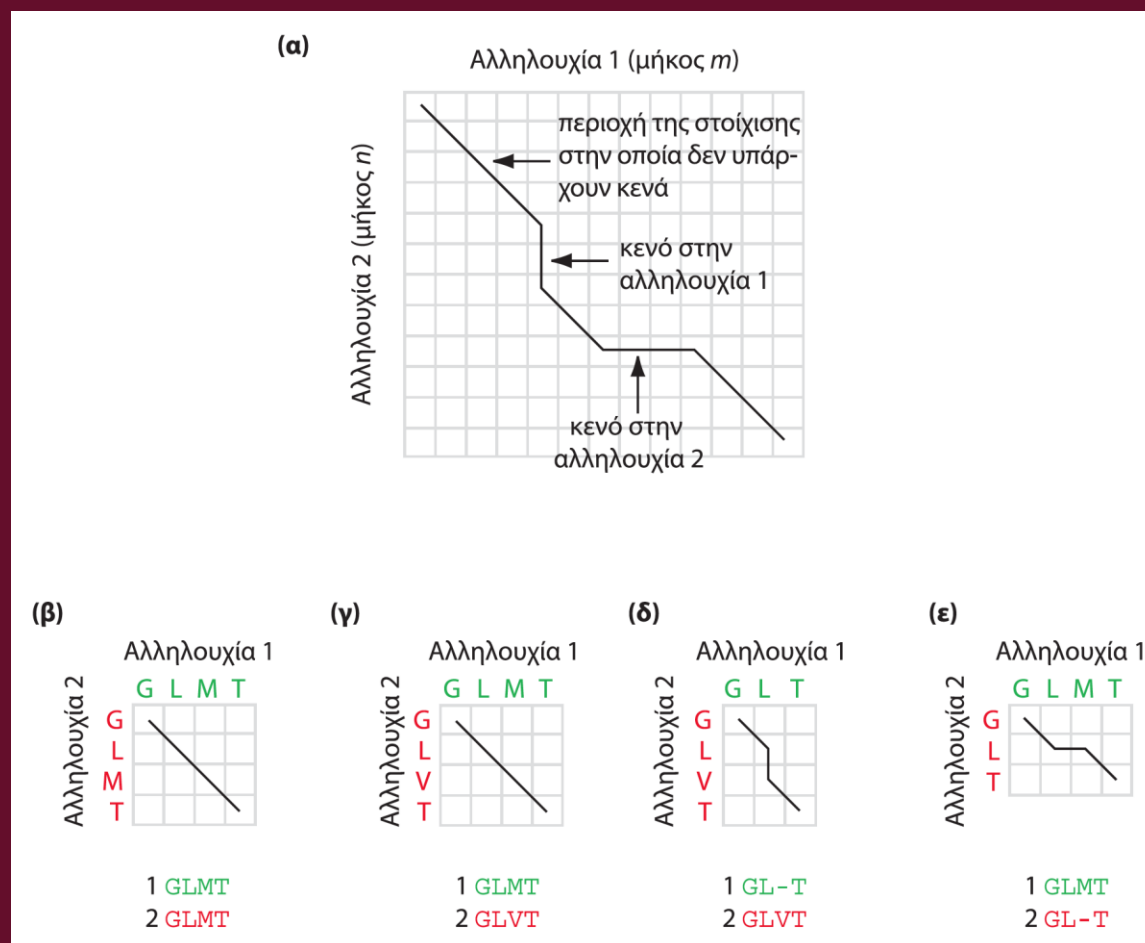 (α)
Αλληλουχία 1 (μήκος m)
Αλληλουχία 2 (μήκος n)
περιοχή της στοίχισης
στην οποία δεν υπάρ-
χουν κενά
κενό στην
αλληλουχία 1
κενό στην
αλληλουχία 2
(β)
Αλληλουχία 1
Αλληλουχία 2
G L M T
G
L
M
T
1 GLMT
2 GLMT
(γ)
Αλληλουχία 1
Αλληλουχία 2
G L M T
G
L
V
T
1 GLMT
2 GLVT
(δ)
Αλληλουχία 1
Αλληλουχία 2
G L T
G
L
V
T
1 GL-T
2 GLVT
(ε)
Αλληλουχία 1
Αλληλουχία 2
G L M T
G
L
T
1 GLMT
2 GL-T